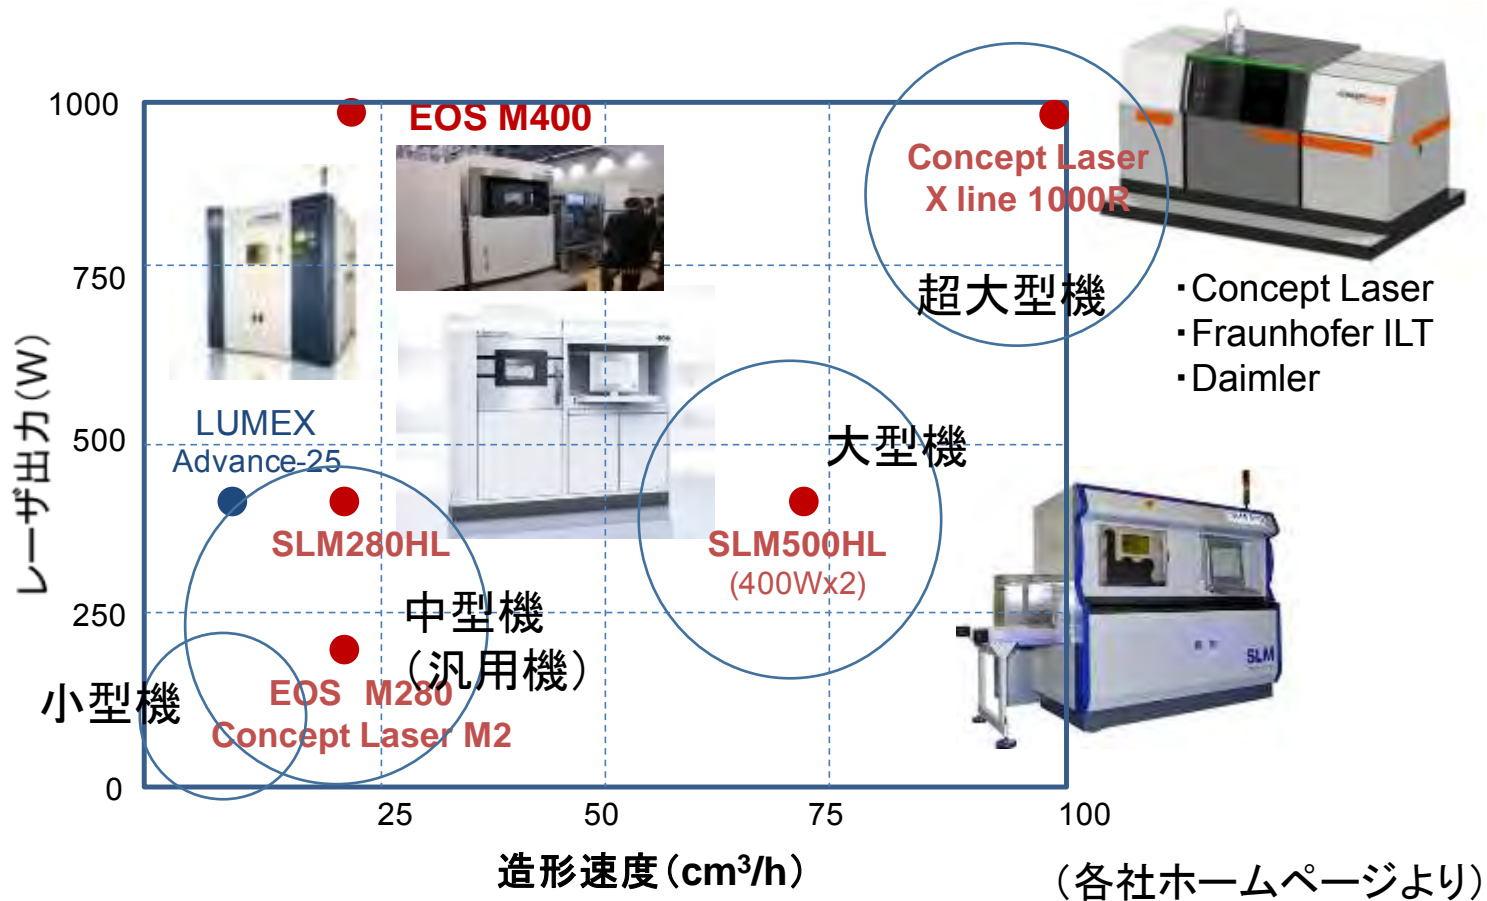 1000
750
500
250
0
レーザ出力(W)
EOS M400
Concept Laser
X line 1000R
超大型機
・Concept Laser
・Fraunhofer ILT
・Daimler
LUMEX
Advance-25
大型機
SLM280HL
SLM500HL
(400Wx2)
中型機
(汎用機)
小型機
EOS M280
Concept Laser M2
SLM
25
50
75
100
造形速度(cm³/h)
(各社ホームページより)